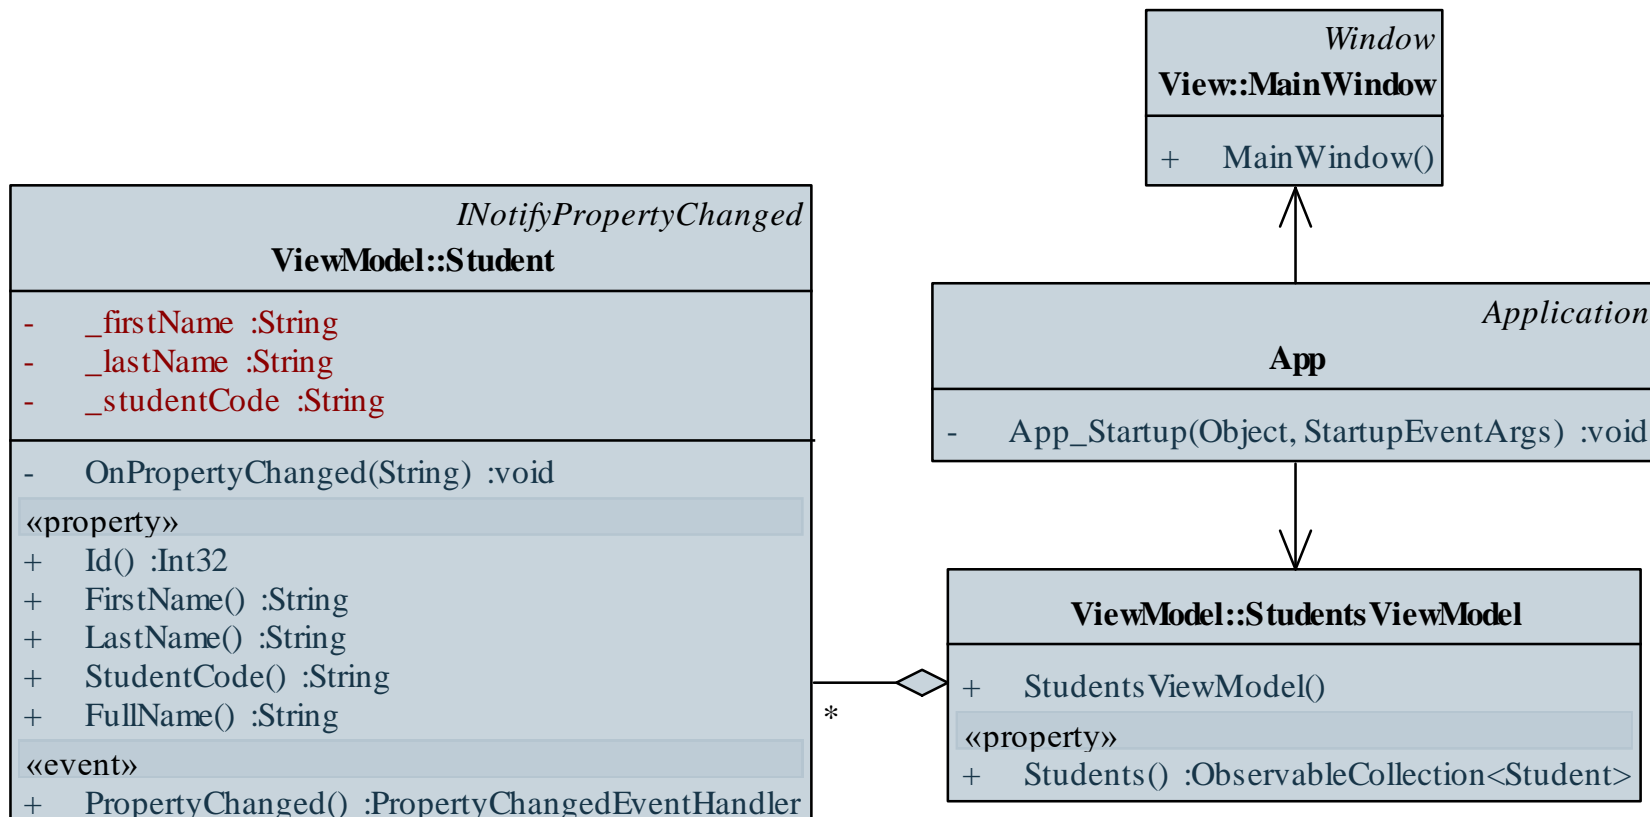 Window
View::MainWindow
+ MainWindow()
INotifyPropertyChanged
ViewModel::Student
- _firstName :String
- _lastName :String
- _studentCode :String
- OnPropertyChanged(String) :void
«property»
+ Id() :Int32
+ FirstName() :String
+ LastName() :String
+ StudentCode() :String
+ FullName() :String
«event»
+ PropertyChanged() :PropertyChangedEventHandler
Application
App
- App_Startup(Object, StartupEventArgs) :void
*
ViewModel::StudentsViewModel
+ StudentsViewModel()
«property»
+ Students() :ObservableCollection<Student>